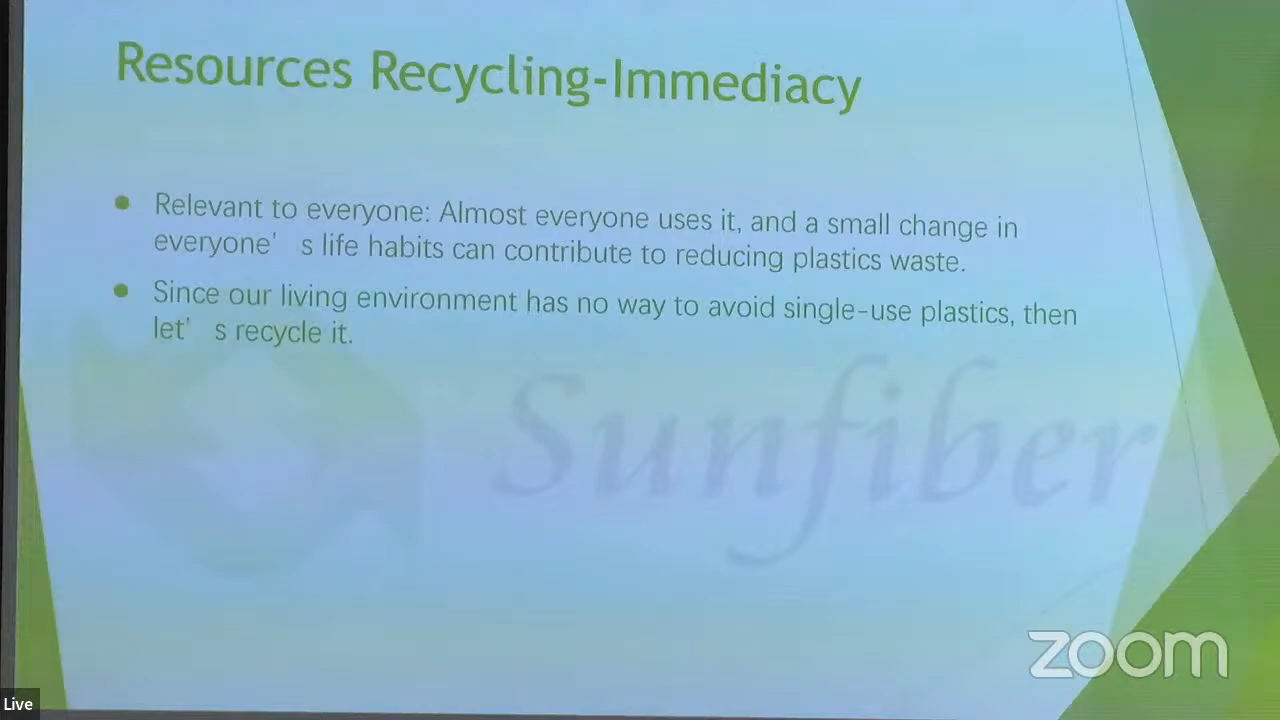 Resources Recycling-Immediacy
● Relevant to everyone: Almost everyone uses it, and a small change in
everyone’ s life habits can contribute to reducing plastics waste.
● Since our living environment has no way to avoid single-use plastics, then
let’ s recycle it.
Sunfiber
zoom
Live